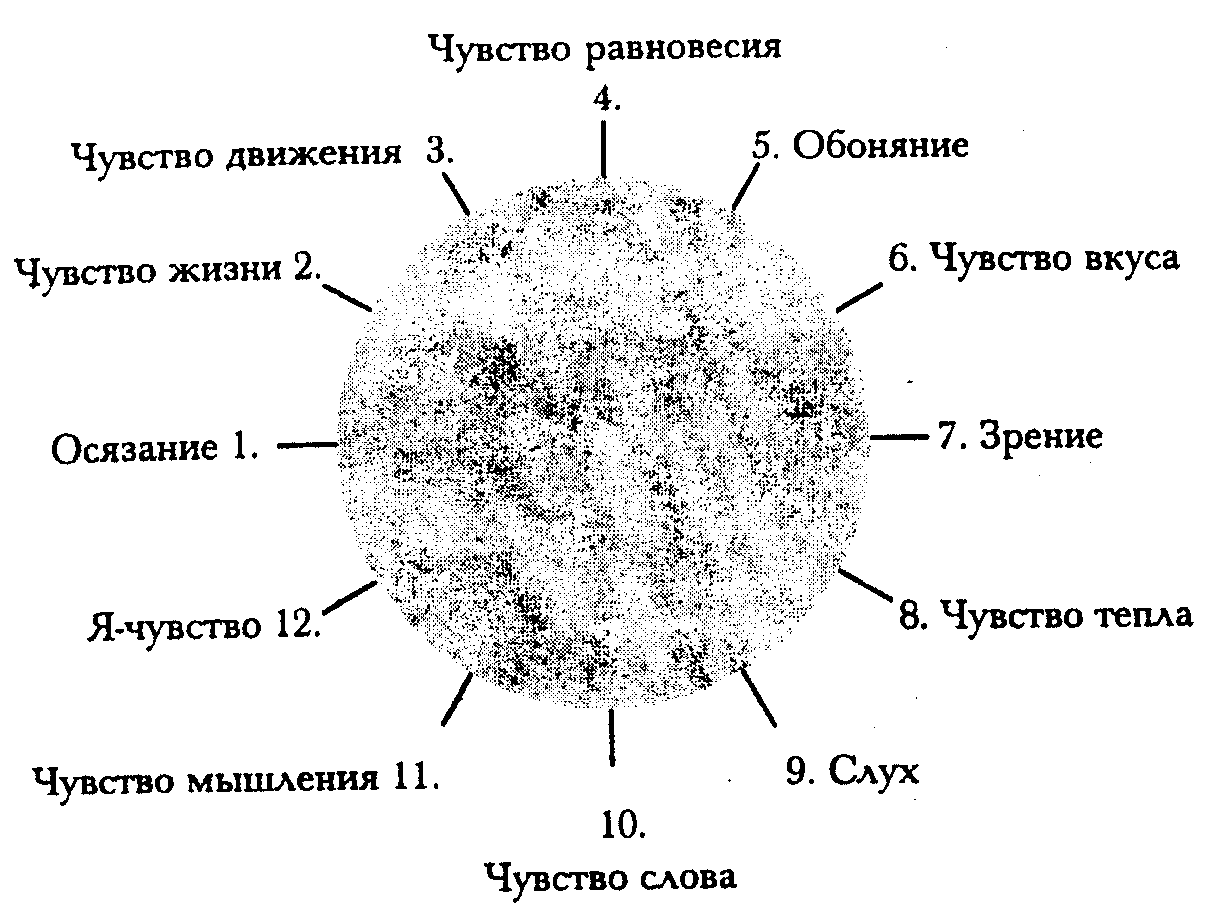 Чувство равновесия
4.
Чувство движения 3.
5. Обоняние
Чувство жизни 2.
6. Чувство вкуса
Осязание 1.
7. Зрение
Я-чувство 12.
8. Чувство тепла
Чувство мышления 11.
9. Слух
10.
Чувство слова